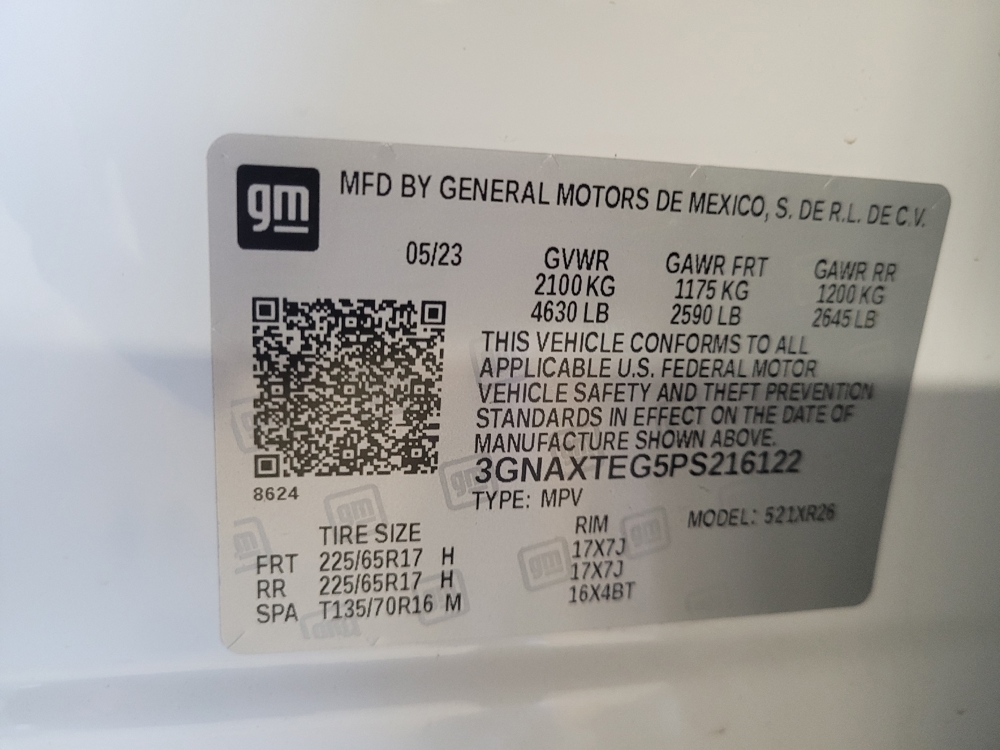 gm
MFD BY GENERAL MOTORS DE MEXICO, S. DE R.L. DE C.V.
05/23 GVWR GAWR FRT GAWR RR
2100 KG 1175 KG 1200 KG
4630 LB 2590 LB 2645 LB
THIS VEHICLE CONFORMS TO ALL
APPLICABLE U.S. FEDERAL MOTOR
VEHICLE SAFETY AND THEFT PREVENTION
STANDARDS IN EFFECT ON THE DATE OF
MANUFACTURE SHOWN ABOVE.
3GNAXTEG5PS216122
8624
TYPE: MPV MODEL: 521XR26
TIRE SIZE RIM
FRT 225/65R17 H 17X7J
RR 225/65R17 H 17X7J
SPA T135/70R16 M 16X4BT